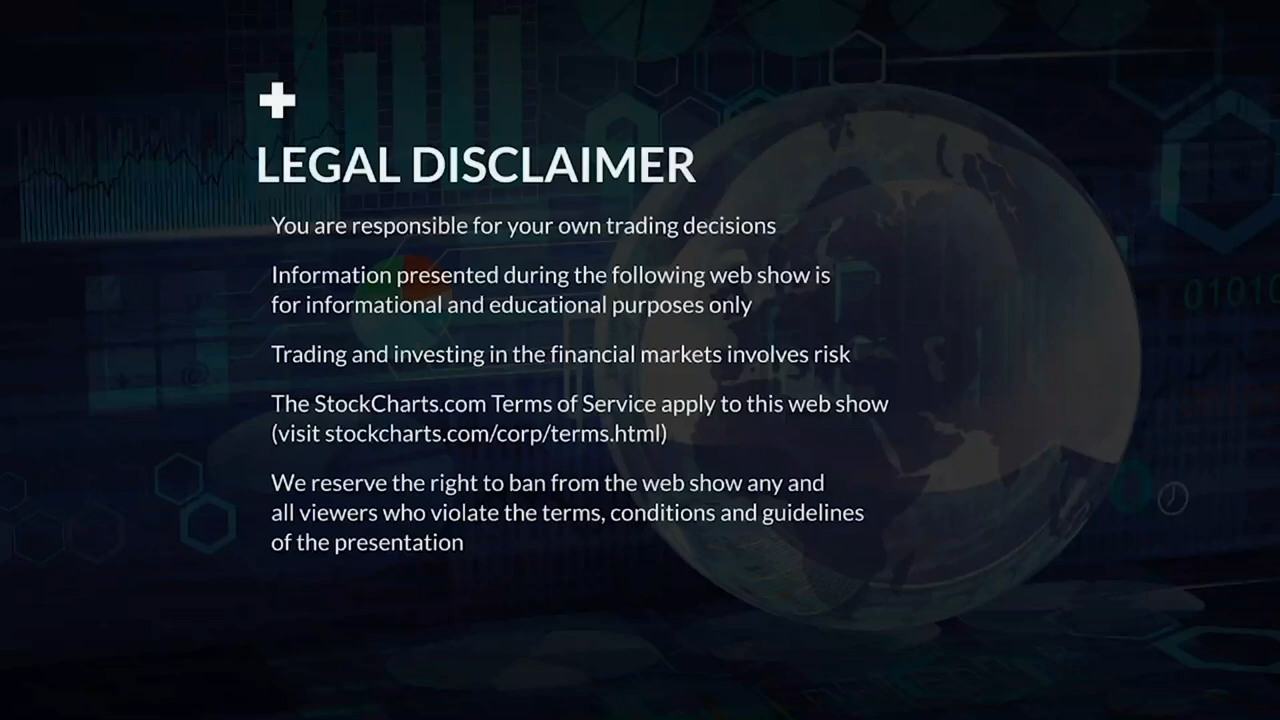 LEGAL DISCLAIMER
You are responsible for your own trading decisions
Information presented during the following web show is
for informational and educational purposes only
Trading and investing in the financial markets involves risk
The StockCharts.com Terms of Service apply to this web show
(visit stockcharts.com/corp/terms.html)
We reserve the right to ban from the web show any and
all viewers who violate the terms, conditions and guidelines
of the presentation
01010